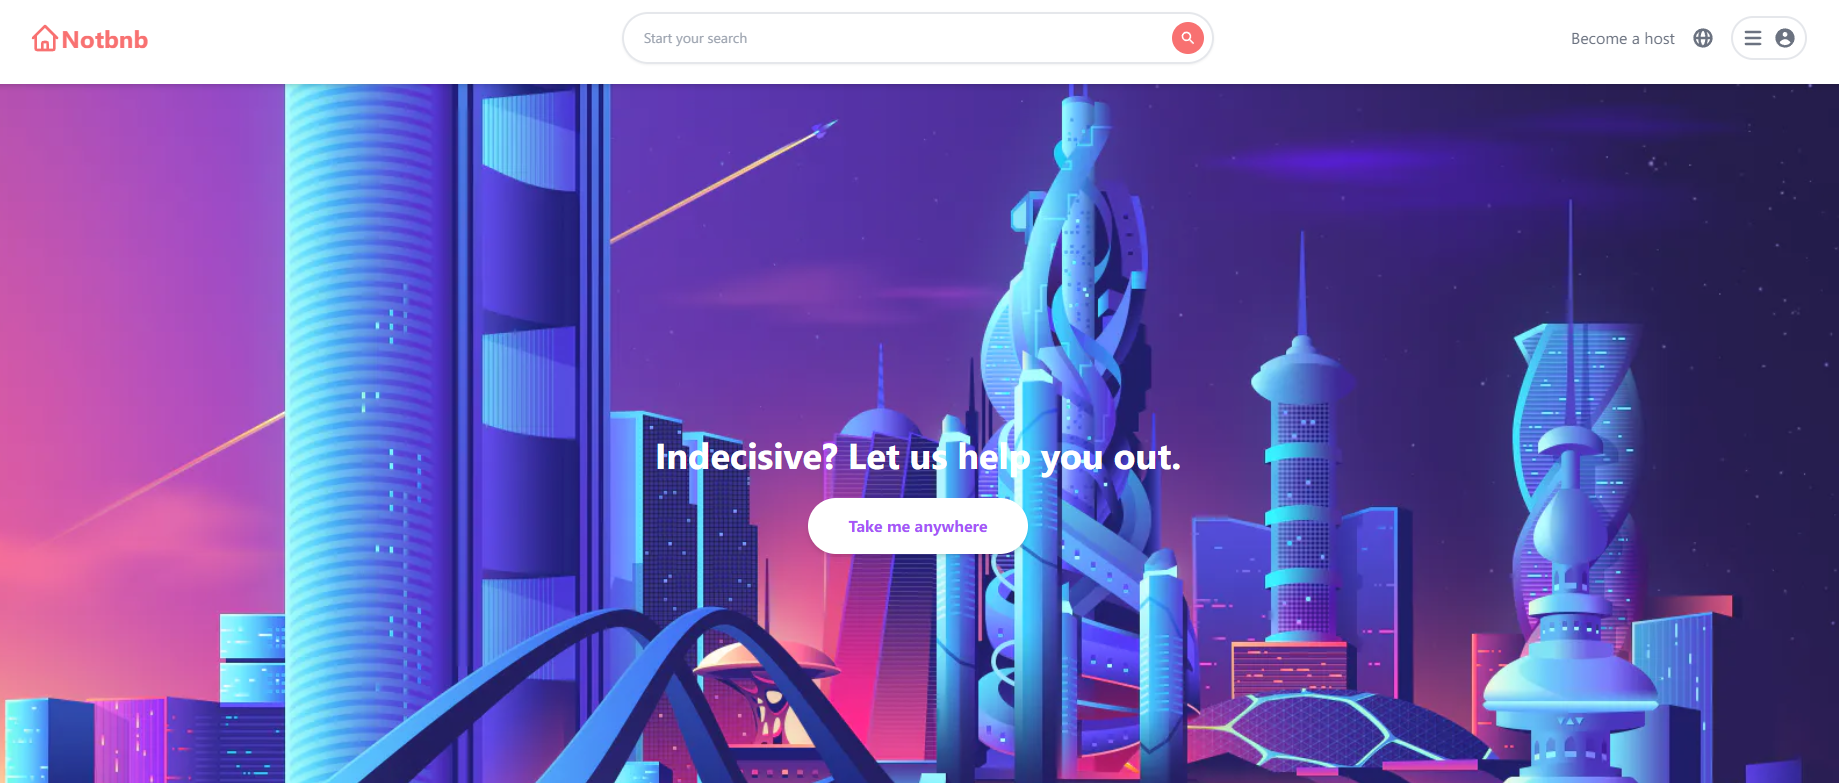 Notbnb
Start your search
Become a host
Indecisive? Let us help you out.
Take me anywhere